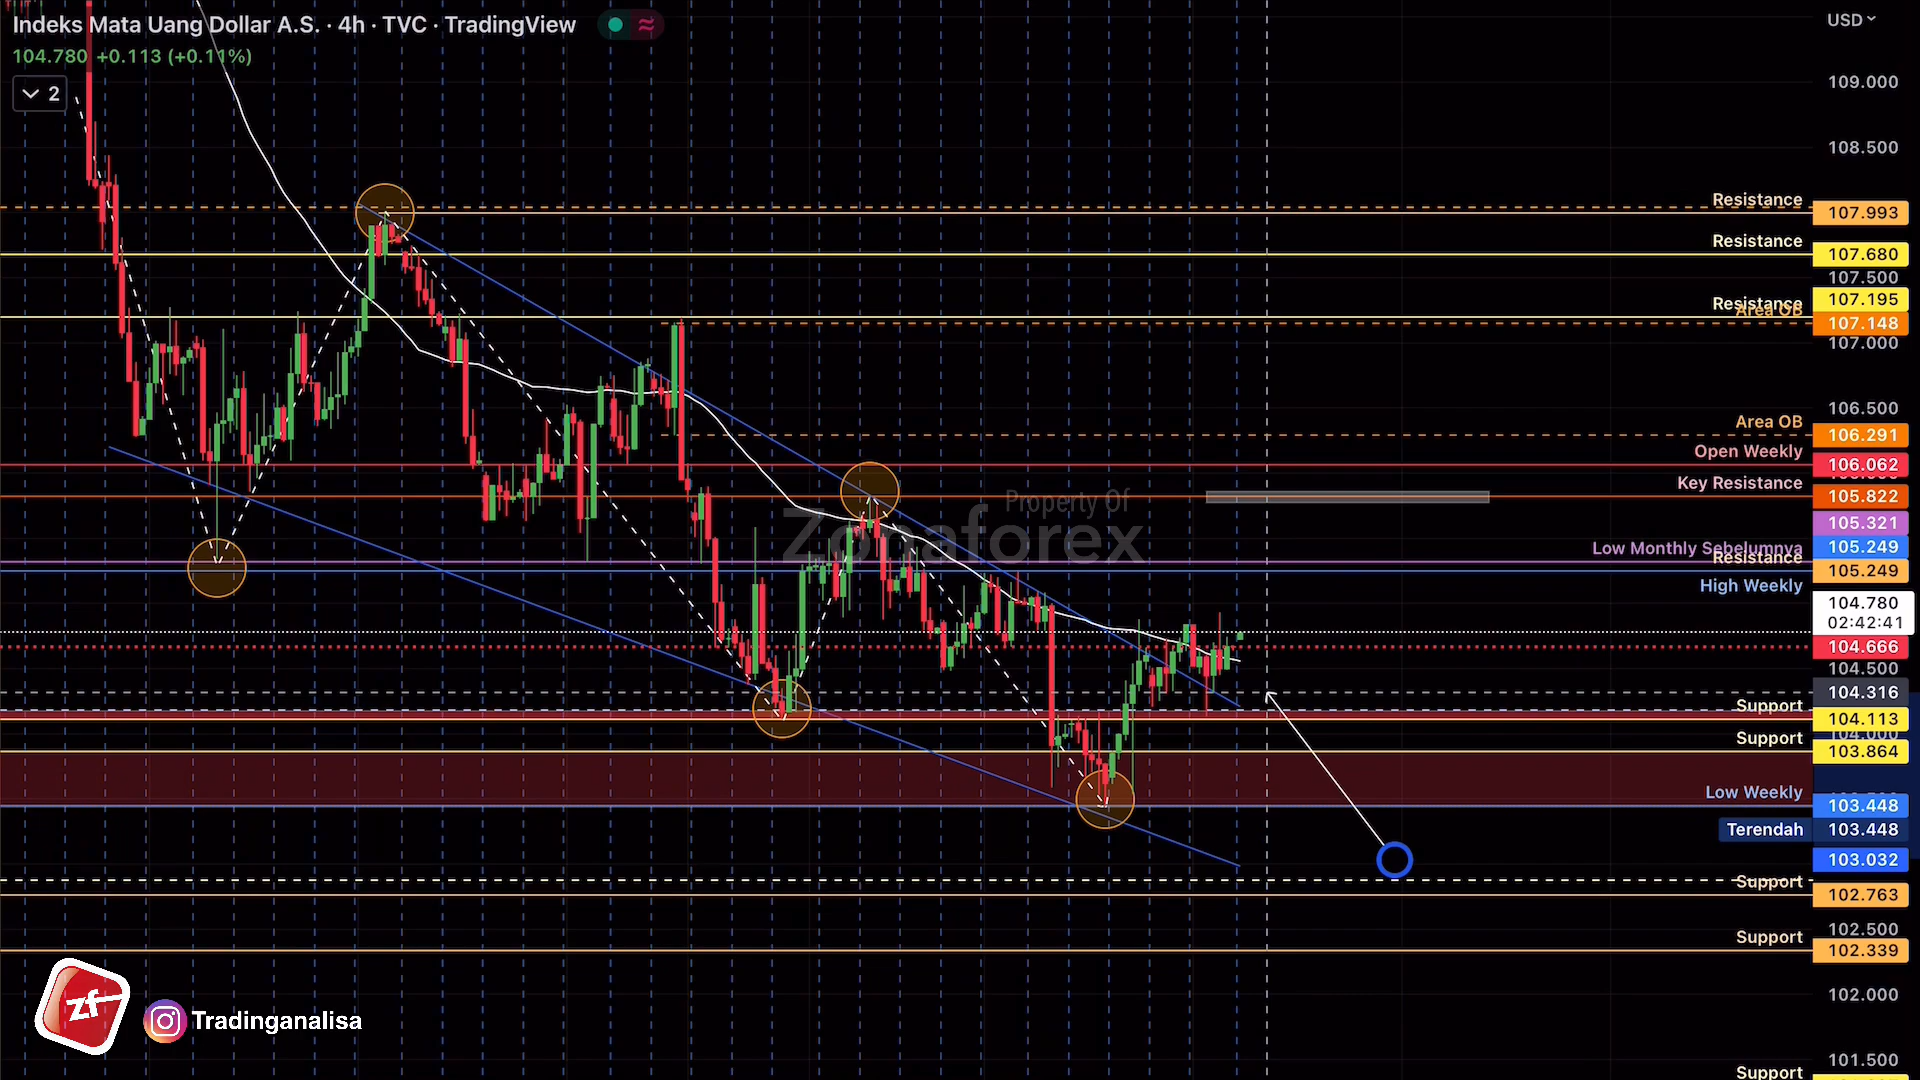 Indeks Mata Uang Dollar A.S. · 4h · TVC · TradingView
104.780 +0.113 (+0.11%)
2
USD
109.000
108.500
Resistance
107.993
Resistance
107.680
107.500
Resistance
107.195
Area OB
107.148
107.000
106.500
Area OB
106.291
Open Weekly
106.062
Key Resistance
105.822
105.321
Low Monthly Sebelumnya
105.249
Resistance
105.249
High Weekly
104.780
02:42:41
104.666
104.500
104.316
Support
104.113
104.000
Support
103.864
Low Weekly
103.448
Terendah 103.448
103.032
Support
102.763
102.500
Support
102.339
102.000
101.500
Support
Property Of
Zonaforex
zf
Tradinganalisa